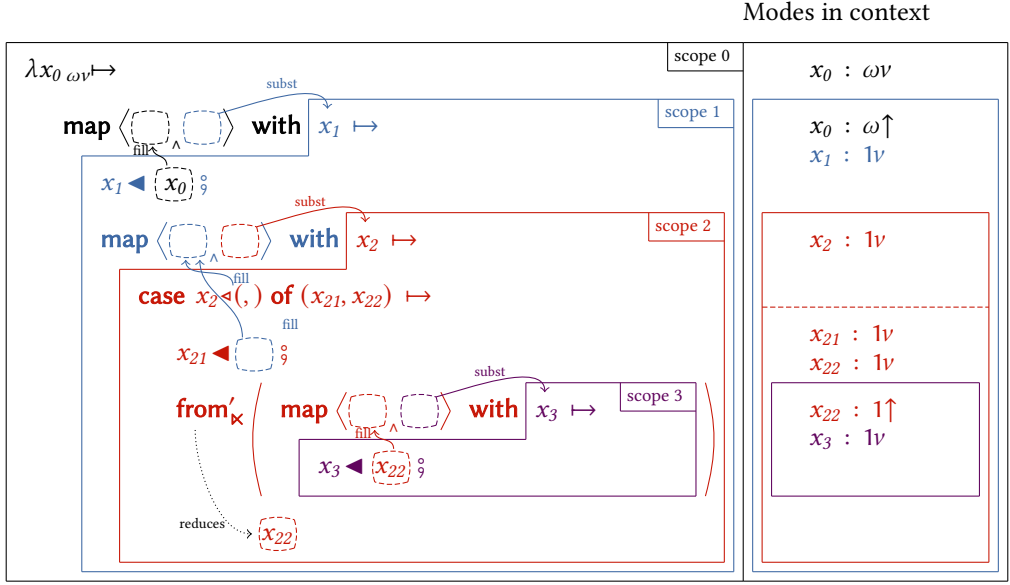 Modes in context
scope 0
λx₀ ων ↦
x₀ : ων
subst
scope 1
map ⟨ ∧ ⟩ with x₁ ↦
x₀ : ω↑
fill
x₁ : 1ν
x₁ ◀ x₀ ⨟
subst
scope 2
map ⟨ ∧ ⟩ with x₂ ↦
x₂ : 1ν
fill
case x₂ ◃(, ) of (x₂₁, x₂₂) ↦
fill
x₂₁ : 1ν
x₂₁ ◀ ⨟
x₂₂ : 1ν
subst
scope 3
from′⋉ ( map ⟨ ∧ ⟩ with x₃ ↦ )
x₂₂ : 1↑
fill
x₃ : 1ν
x₃ ◀ x₂₂ ⨟
reduces
x₂₂